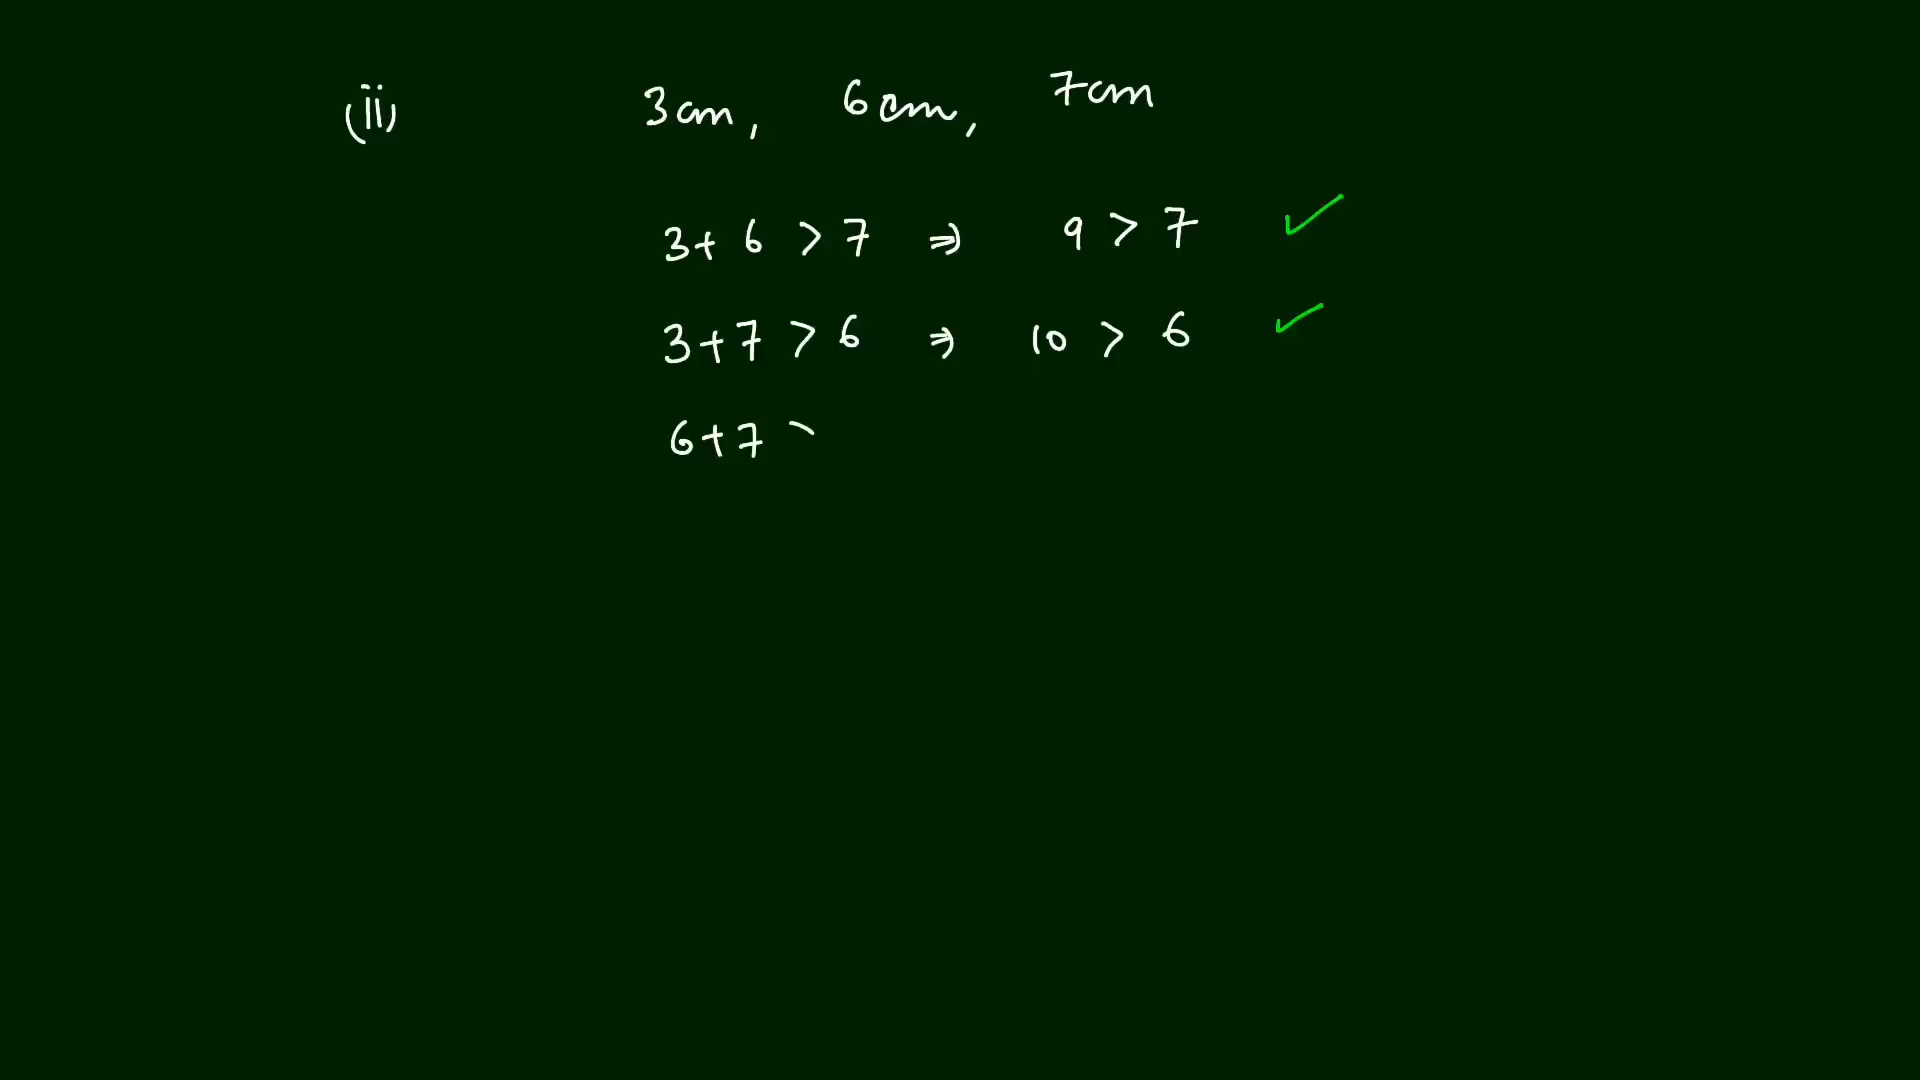 (ii) 3cm, 6cm, 7cm
3+6 > 7 ⇒ 9 > 7 ✓
3+7 > 6 ⇒ 10 > 6 ✓
6+7